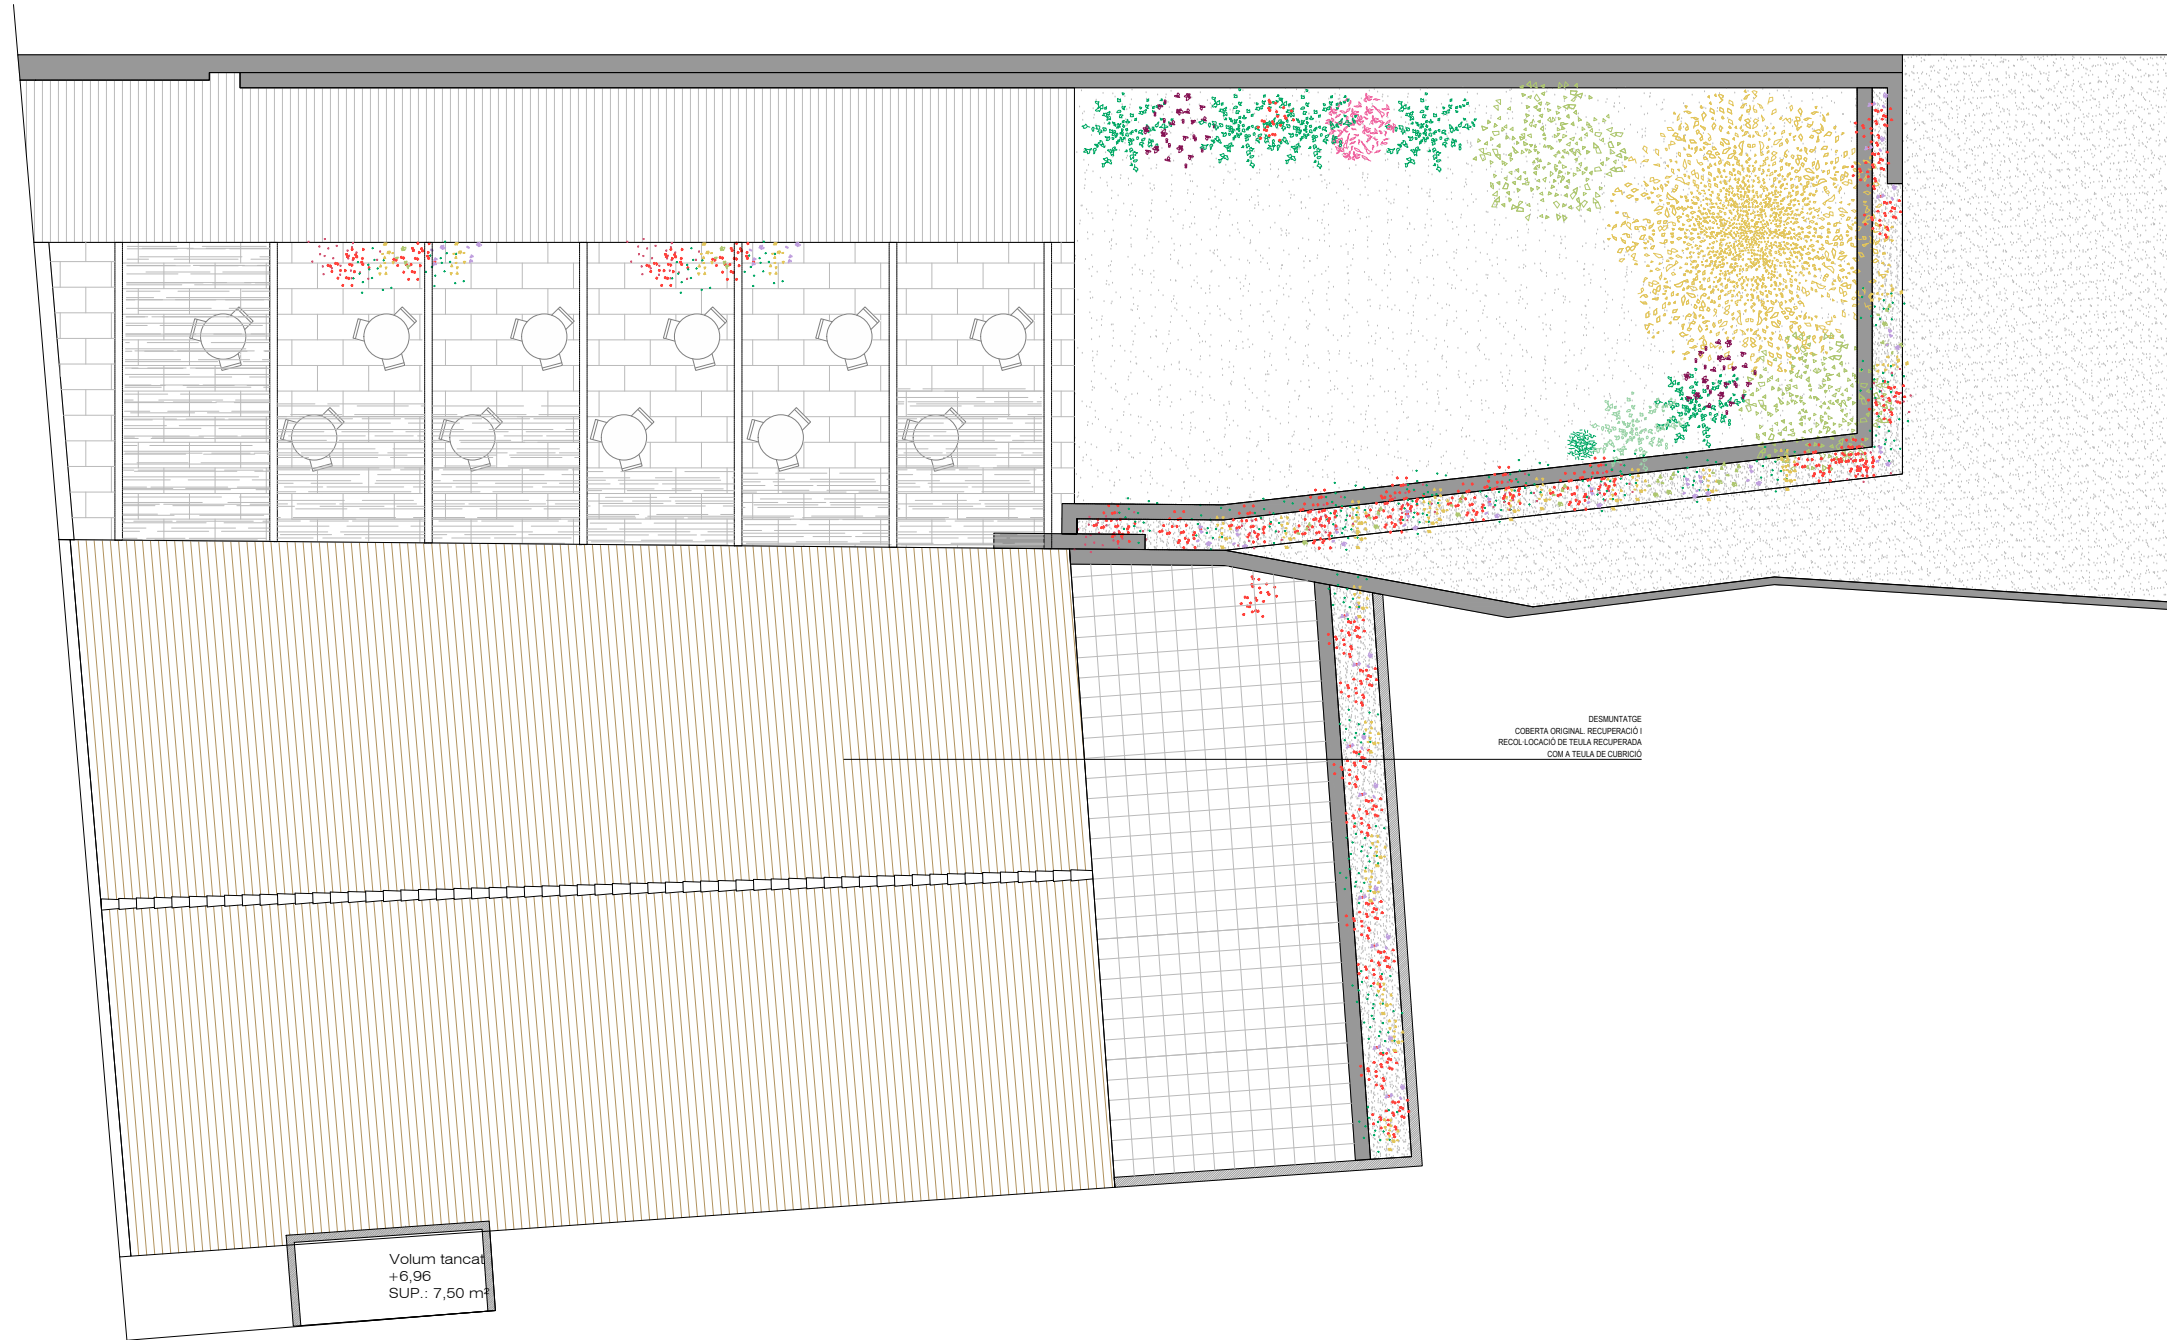 DESMUNTATGE
COBERTA ORIGINAL. RECUPERACIÓ I
RECOL·LOCACIÓ DE TEULA RECUPERADA
COM A TEULA DE CUBRICIÓ
Volum tancat
+6,96
SUP.: 7,50 m²